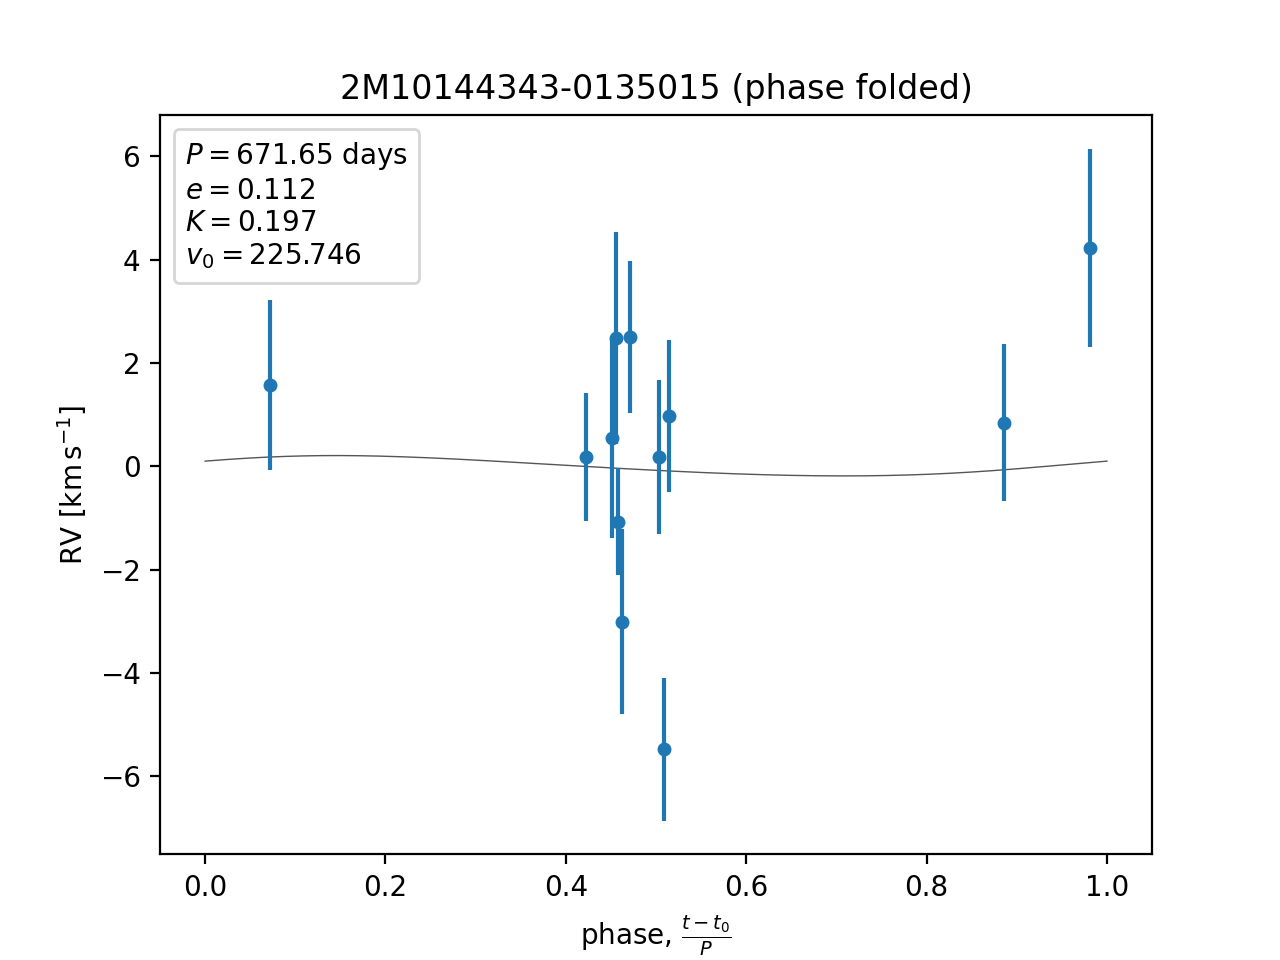 2M10144343-0135015 (phase folded)
P = 671.65 days
e = 0.112
K = 0.197
v₀ = 225.746
6
4
2
0
−2
−4
−6
RV [km s⁻¹]
0.0 0.2 0.4 0.6 0.8 1.0
phase, (t − t₀)/P